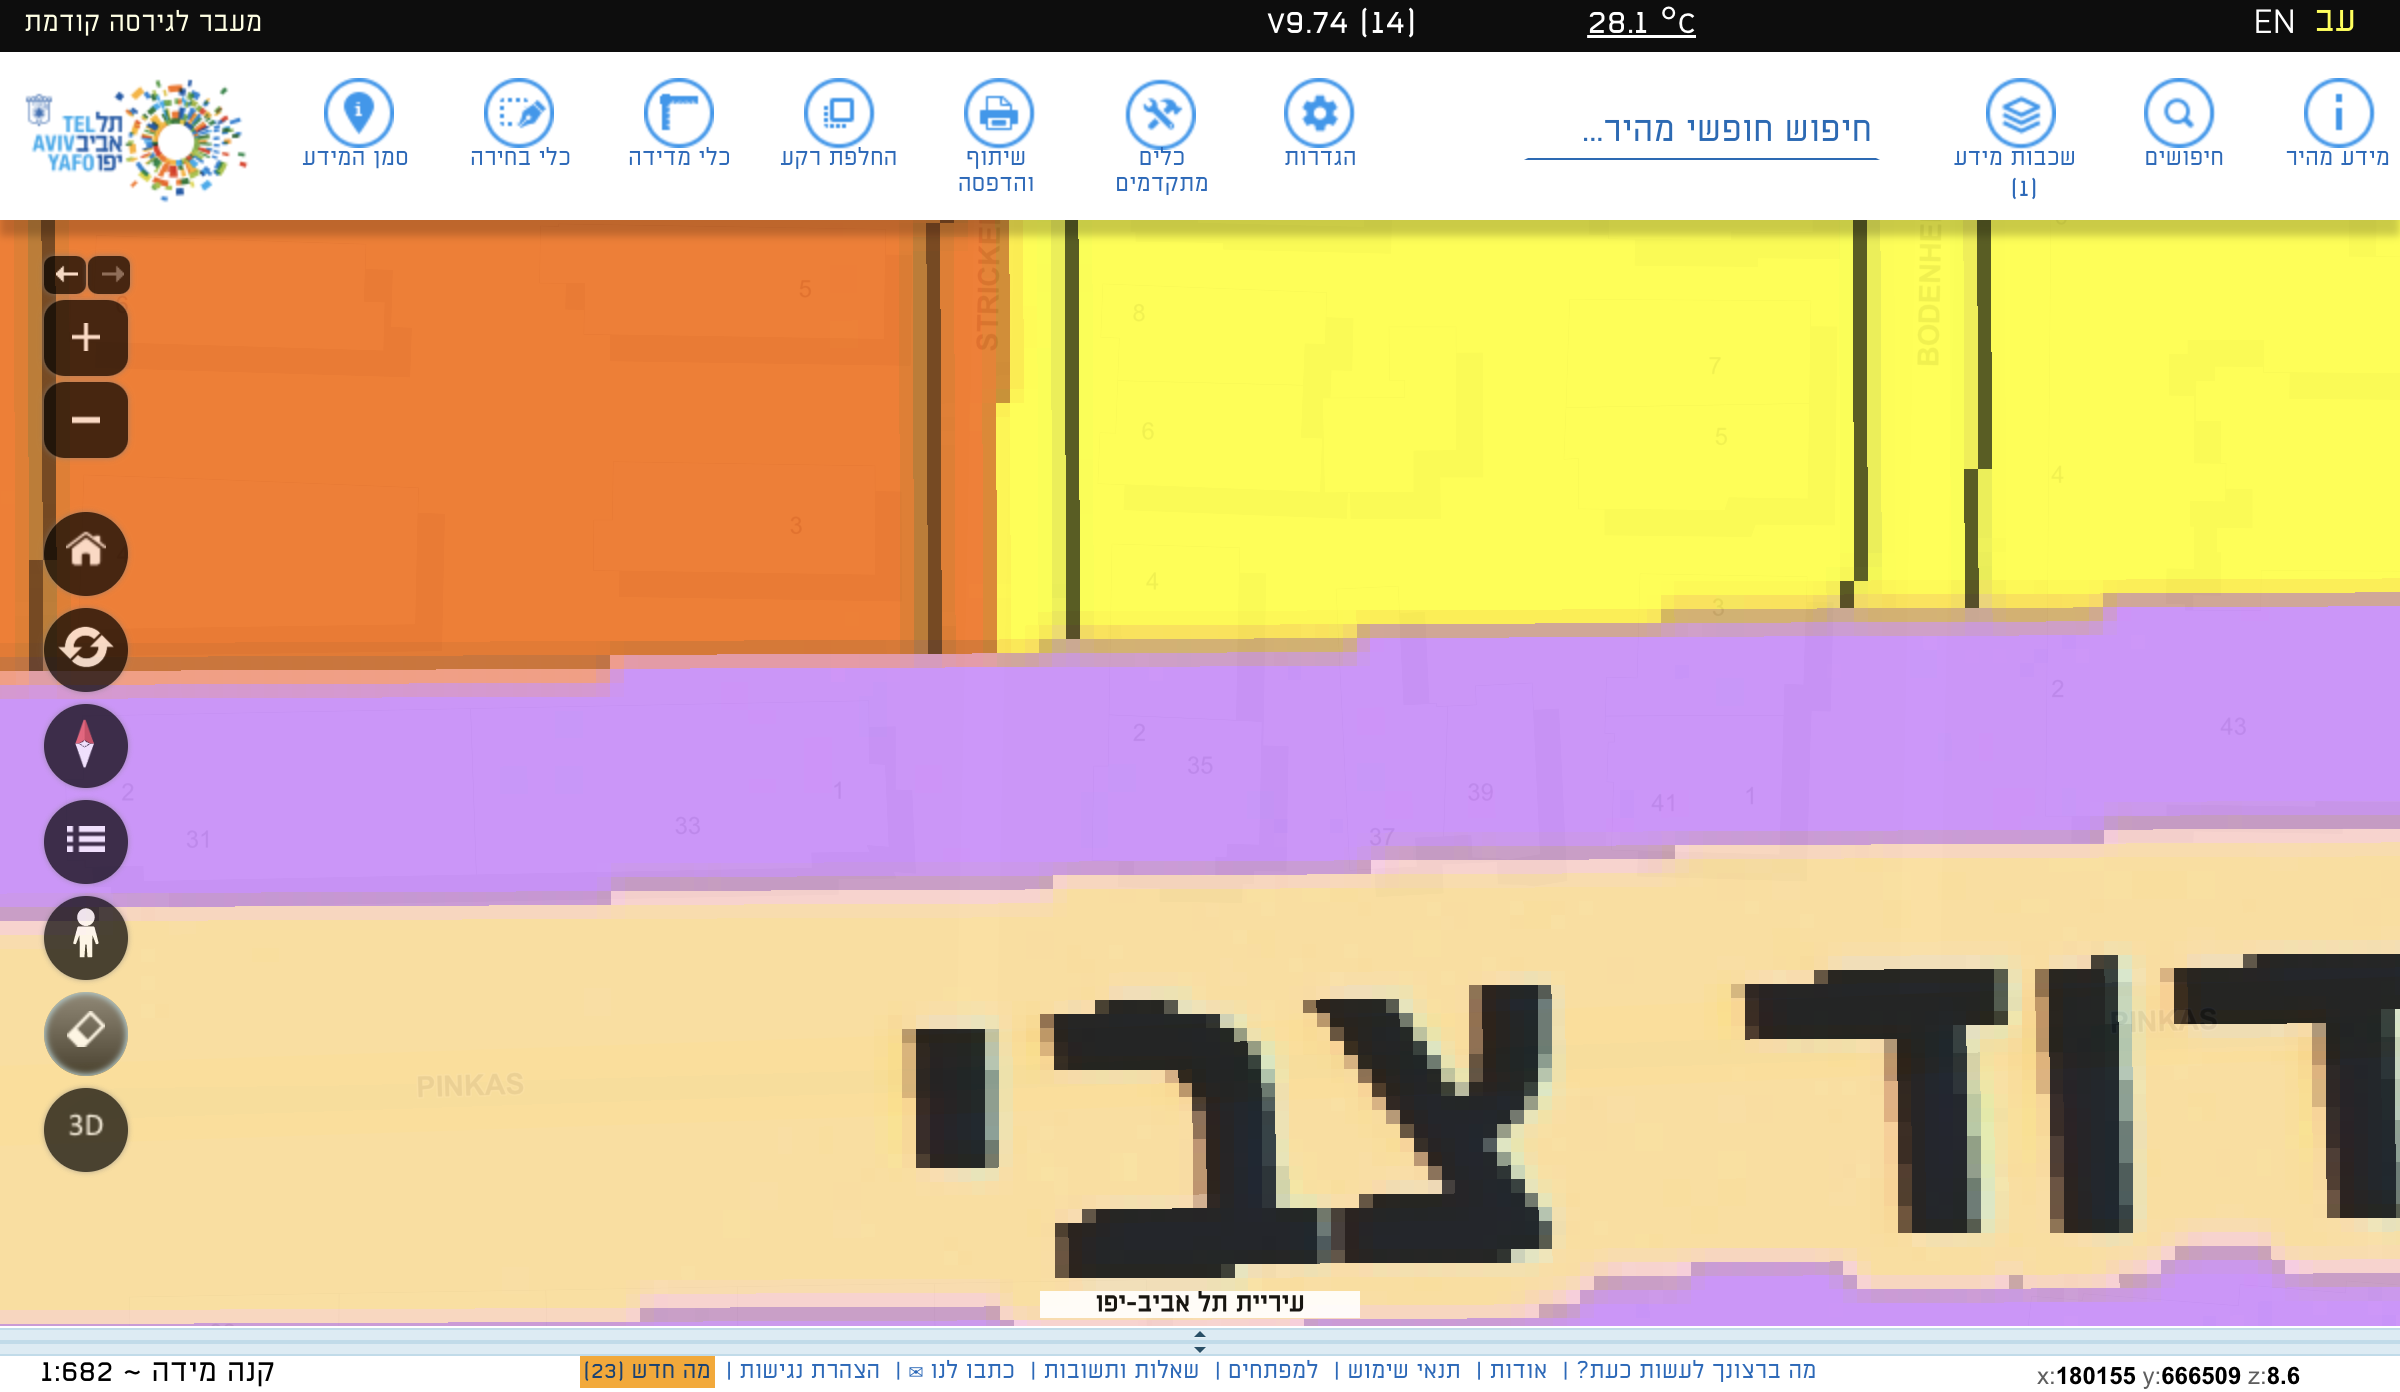 עב EN
28.1 °C
V9.74 (14)
מעבר לגירסה קודמת
מידע מהיר
חיפושים
שכבות מידע
(1)
חיפוש חופשי מהיר...
הגדרות
כלים
מתקדמים
שיתוף
והדפסה
החלפת רקע
כלי מדידה
כלי בחירה
סמן המידע
תל TEL
אביב AVIV
יפו YAFO
STRICKE
BODENHE
5
8
7
6
5
4
3
4
3
2
43
2
35
1
39
41
1
2
37
33
31
דוד צבי
PINKAS
PINKAS
3D
עיריית תל אביב-יפו
מה ברצונך לעשות כעת? | אודות | תנאי שימוש | למפתחים | שאלות ותשובות | כתבו לנו ✉ | הצהרת נגישות | מה חדש (23)
קנה מידה ~ 1:682
x:180155 y:666509 z:8.6